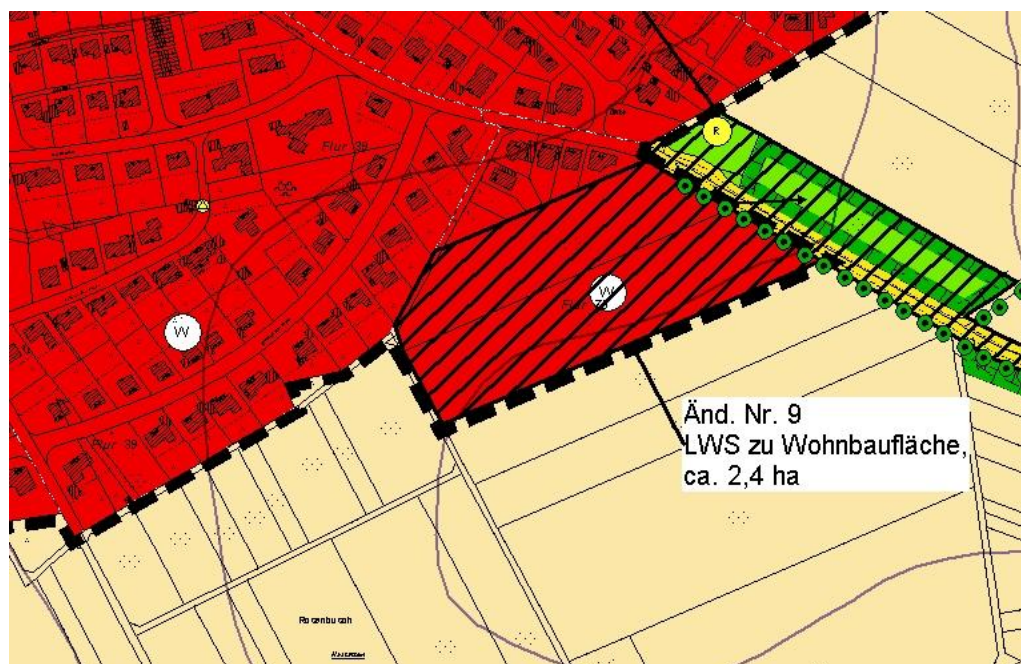 R
Flur 39
W
W
Änd. Nr. 9
LWS zu Wohnbaufläche,
ca. 2,4 ha
Flur 39